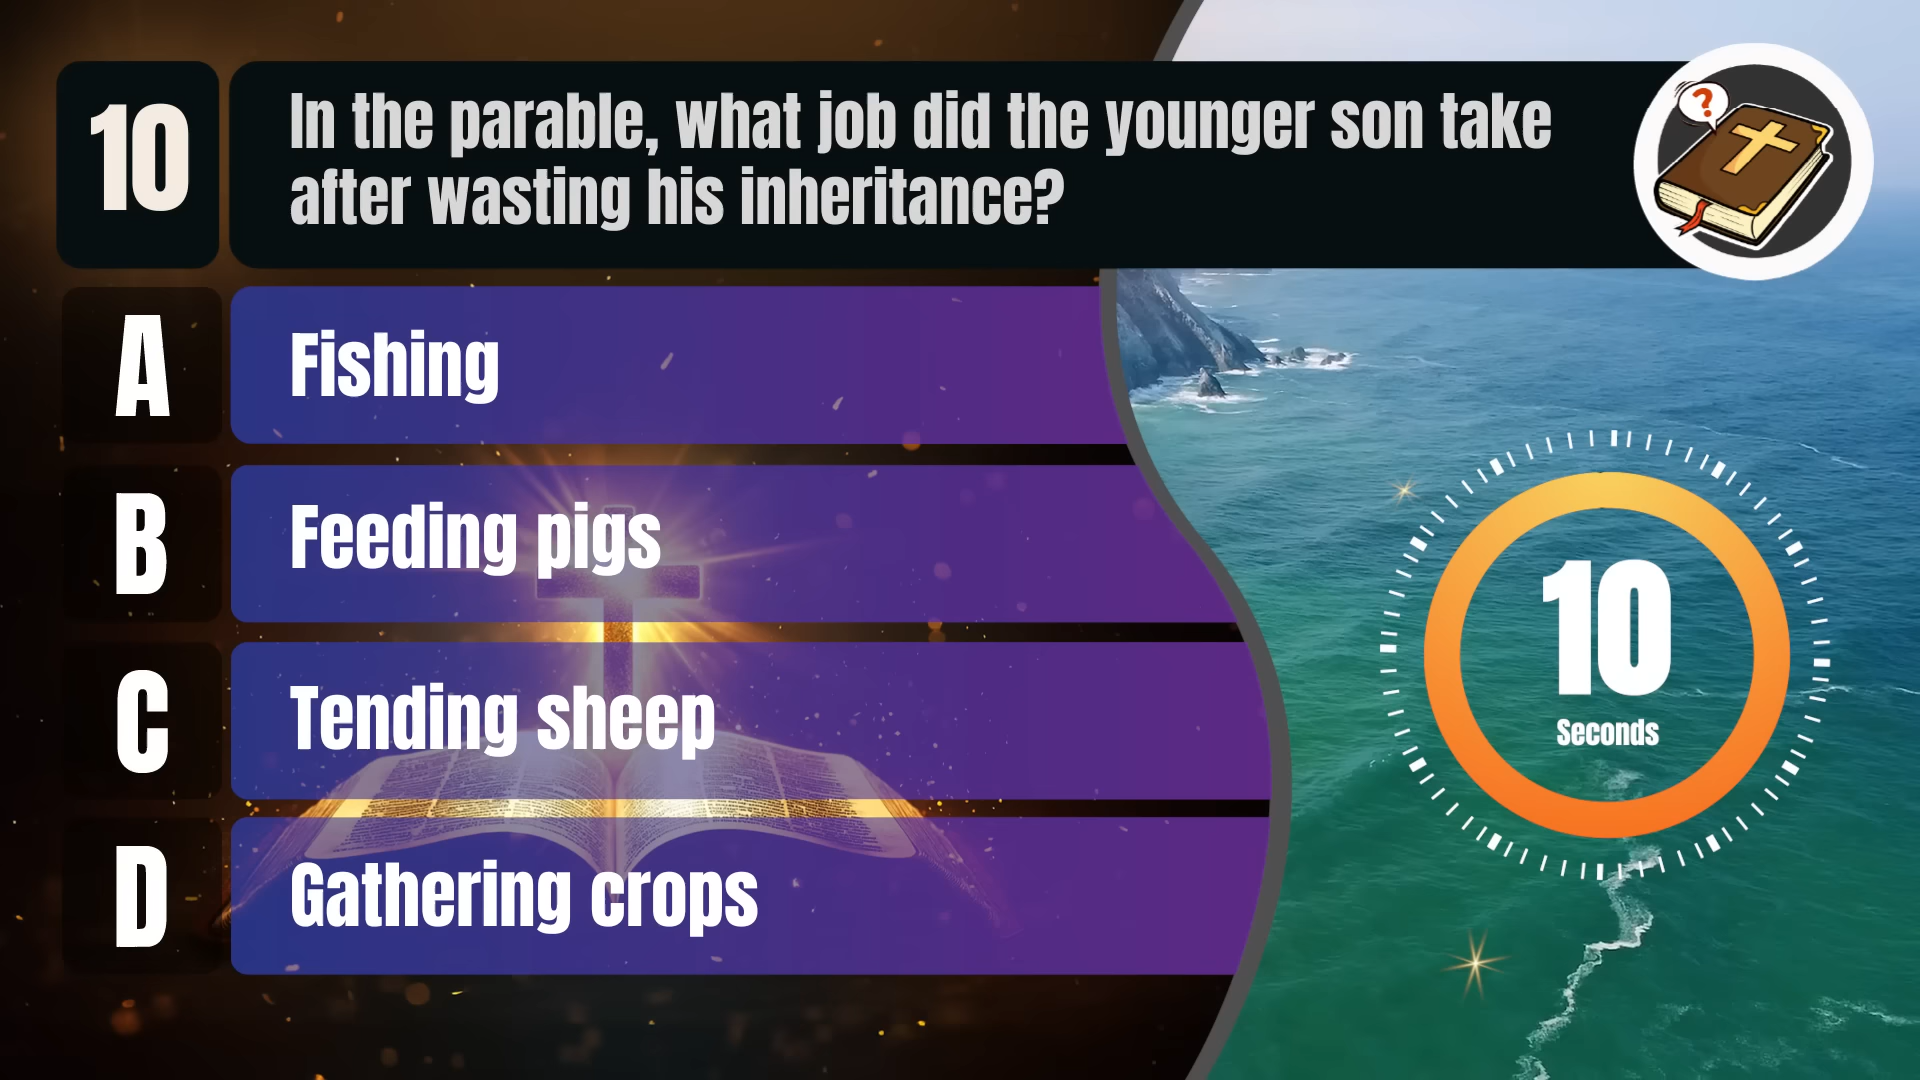 10
In the parable, what job did the younger son take
after wasting his inheritance?
?
A
Fishing
B
Feeding pigs
C
Tending sheep
D
Gathering crops
10
Seconds